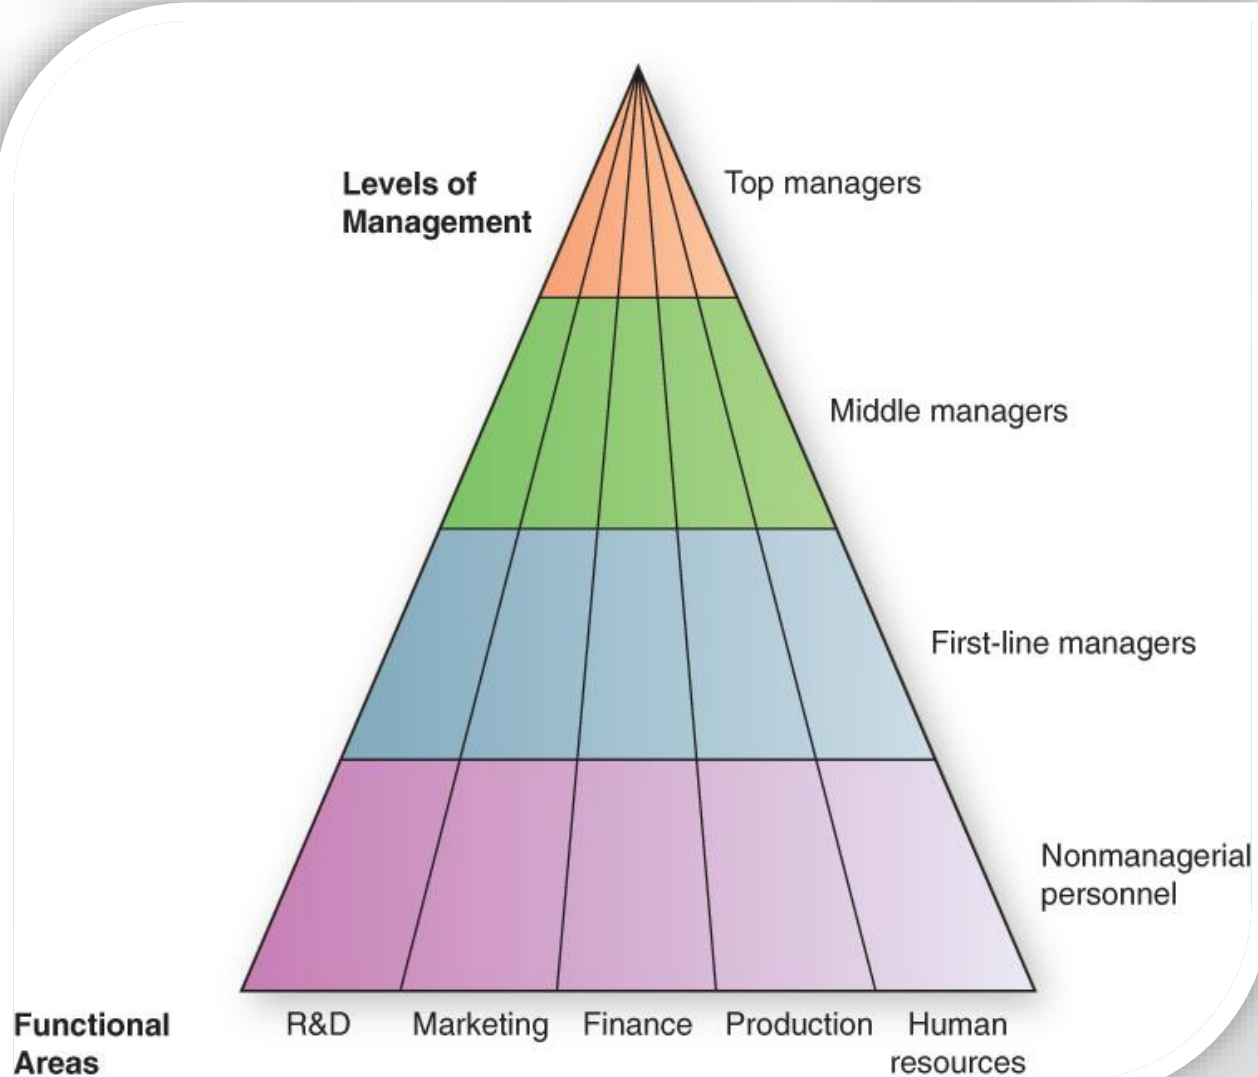 Levels of
Management
Top managers
Middle managers
First-line managers
Nonmanagerial
personnel
Functional
Areas
R&D
Marketing
Finance
Production
Human
resources